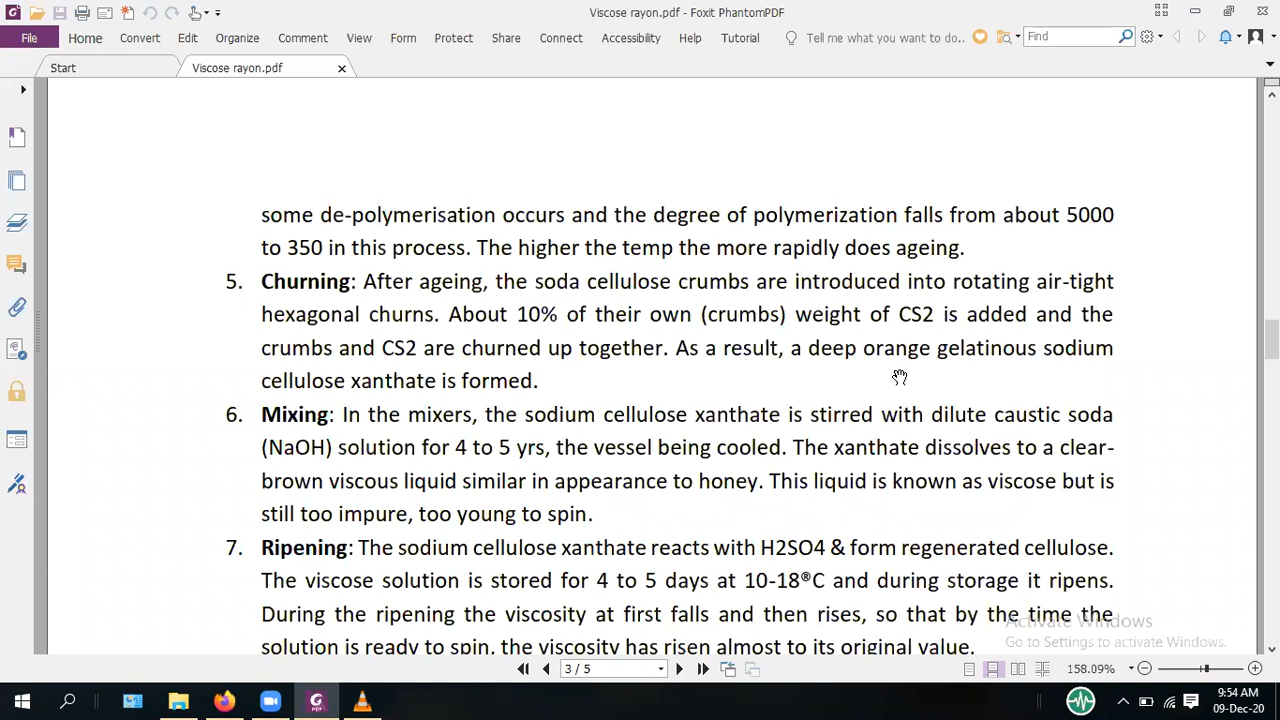 Viscose rayon.pdf - Foxit PhantomPDF
File Home Convert Edit Organize Comment View Form Protect Share Connect Accessibility Help Tutorial Tell me what you want to do.. Find
Start Viscose rayon.pdf
some de-polymerisation occurs and the degree of polymerization falls from about 5000
to 350 in this process. The higher the temp the more rapidly does ageing.
5. Churning: After ageing, the soda cellulose crumbs are introduced into rotating air-tight
hexagonal churns. About 10% of their own (crumbs) weight of CS2 is added and the
crumbs and CS2 are churned up together. As a result, a deep orange gelatinous sodium
cellulose xanthate is formed.
6. Mixing: In the mixers, the sodium cellulose xanthate is stirred with dilute caustic soda
(NaOH) solution for 4 to 5 yrs, the vessel being cooled. The xanthate dissolves to a clear-
brown viscous liquid similar in appearance to honey. This liquid is known as viscose but is
still too impure, too young to spin.
7. Ripening: The sodium cellulose xanthate reacts with H2SO4 & form regenerated cellulose.
The viscose solution is stored for 4 to 5 days at 10-18®C and during storage it ripens.
During the ripening the viscosity at first falls and then rises, so that by the time the
solution is ready to spin, the viscosity has risen almost to its original value.
Activate Windows
Go to Settings to activate Windows.
3 / 5 158.09%
9:54 AM
09-Dec-20